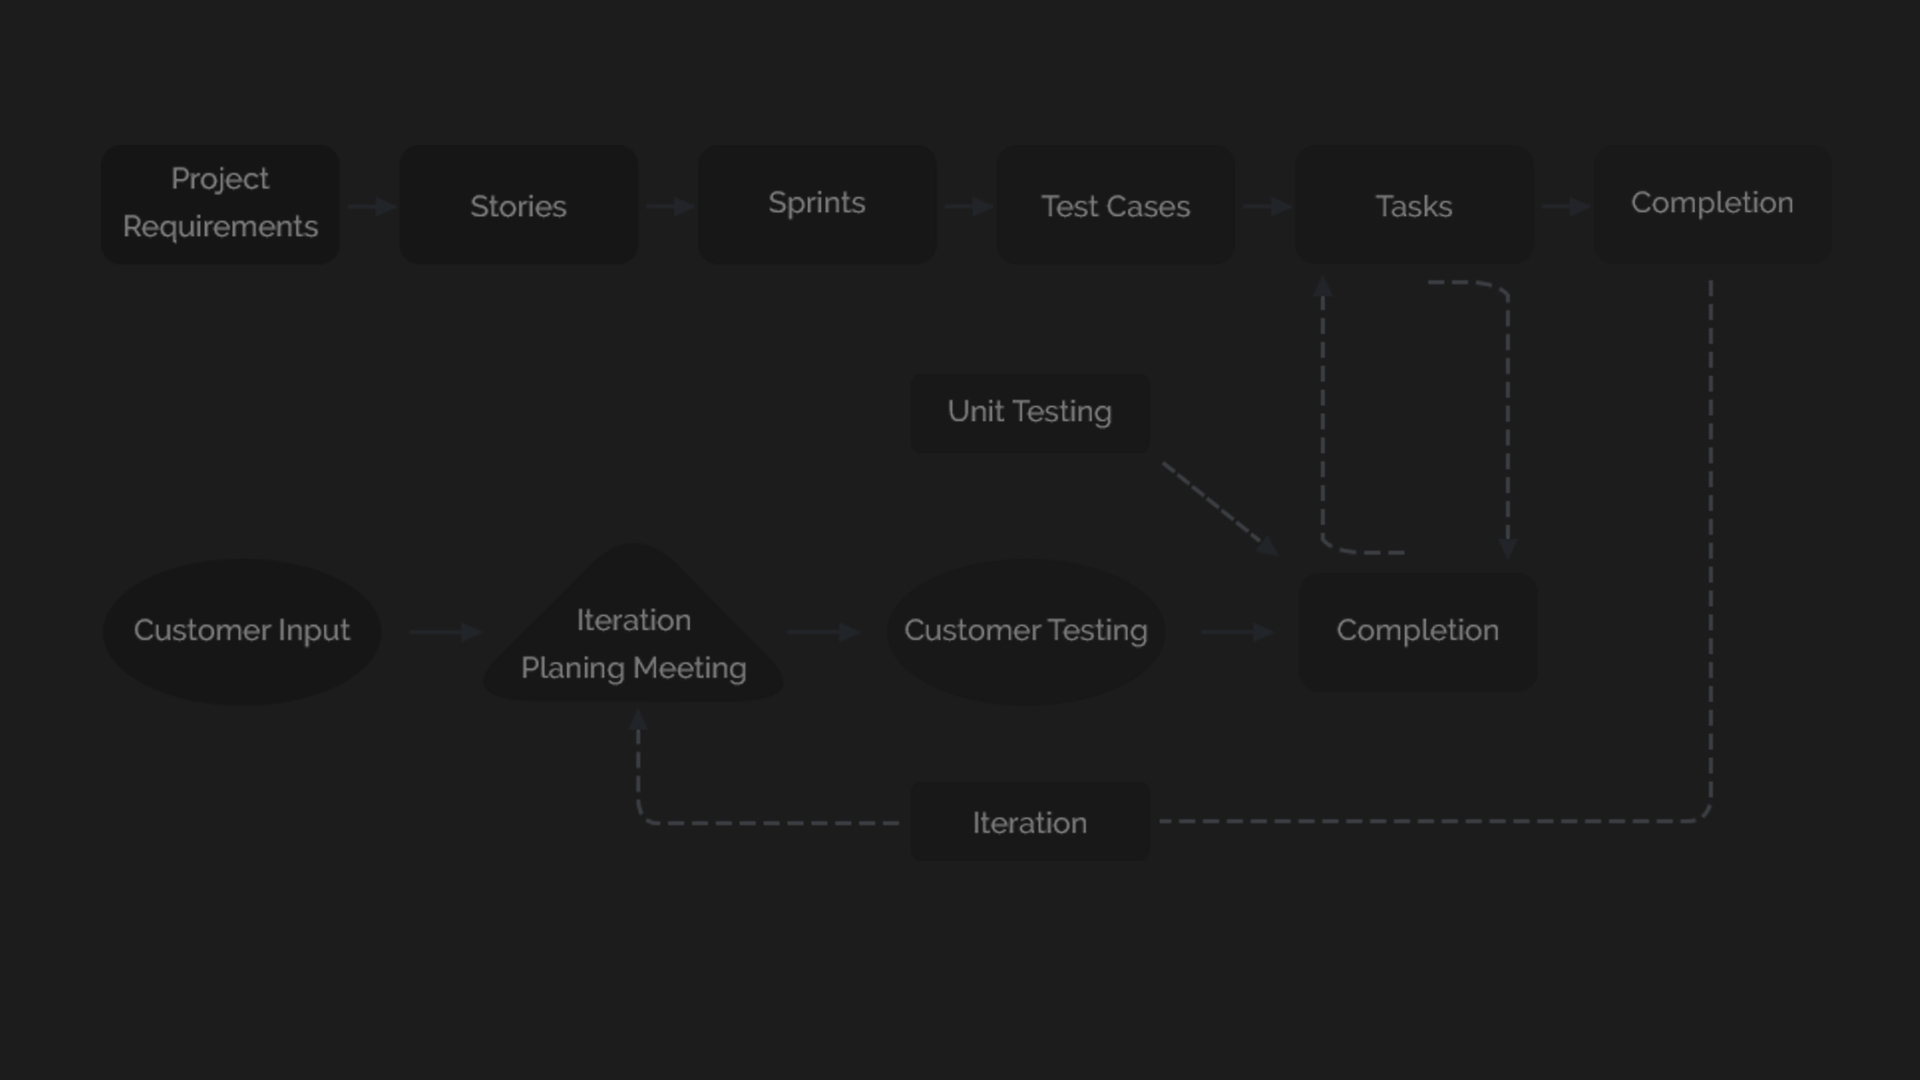 Project
Requirements
Stories
Sprints
Test Cases
Tasks
Completion
Unit Testing
Customer Input
Iteration
Planing Meeting
Customer Testing
Completion
Iteration